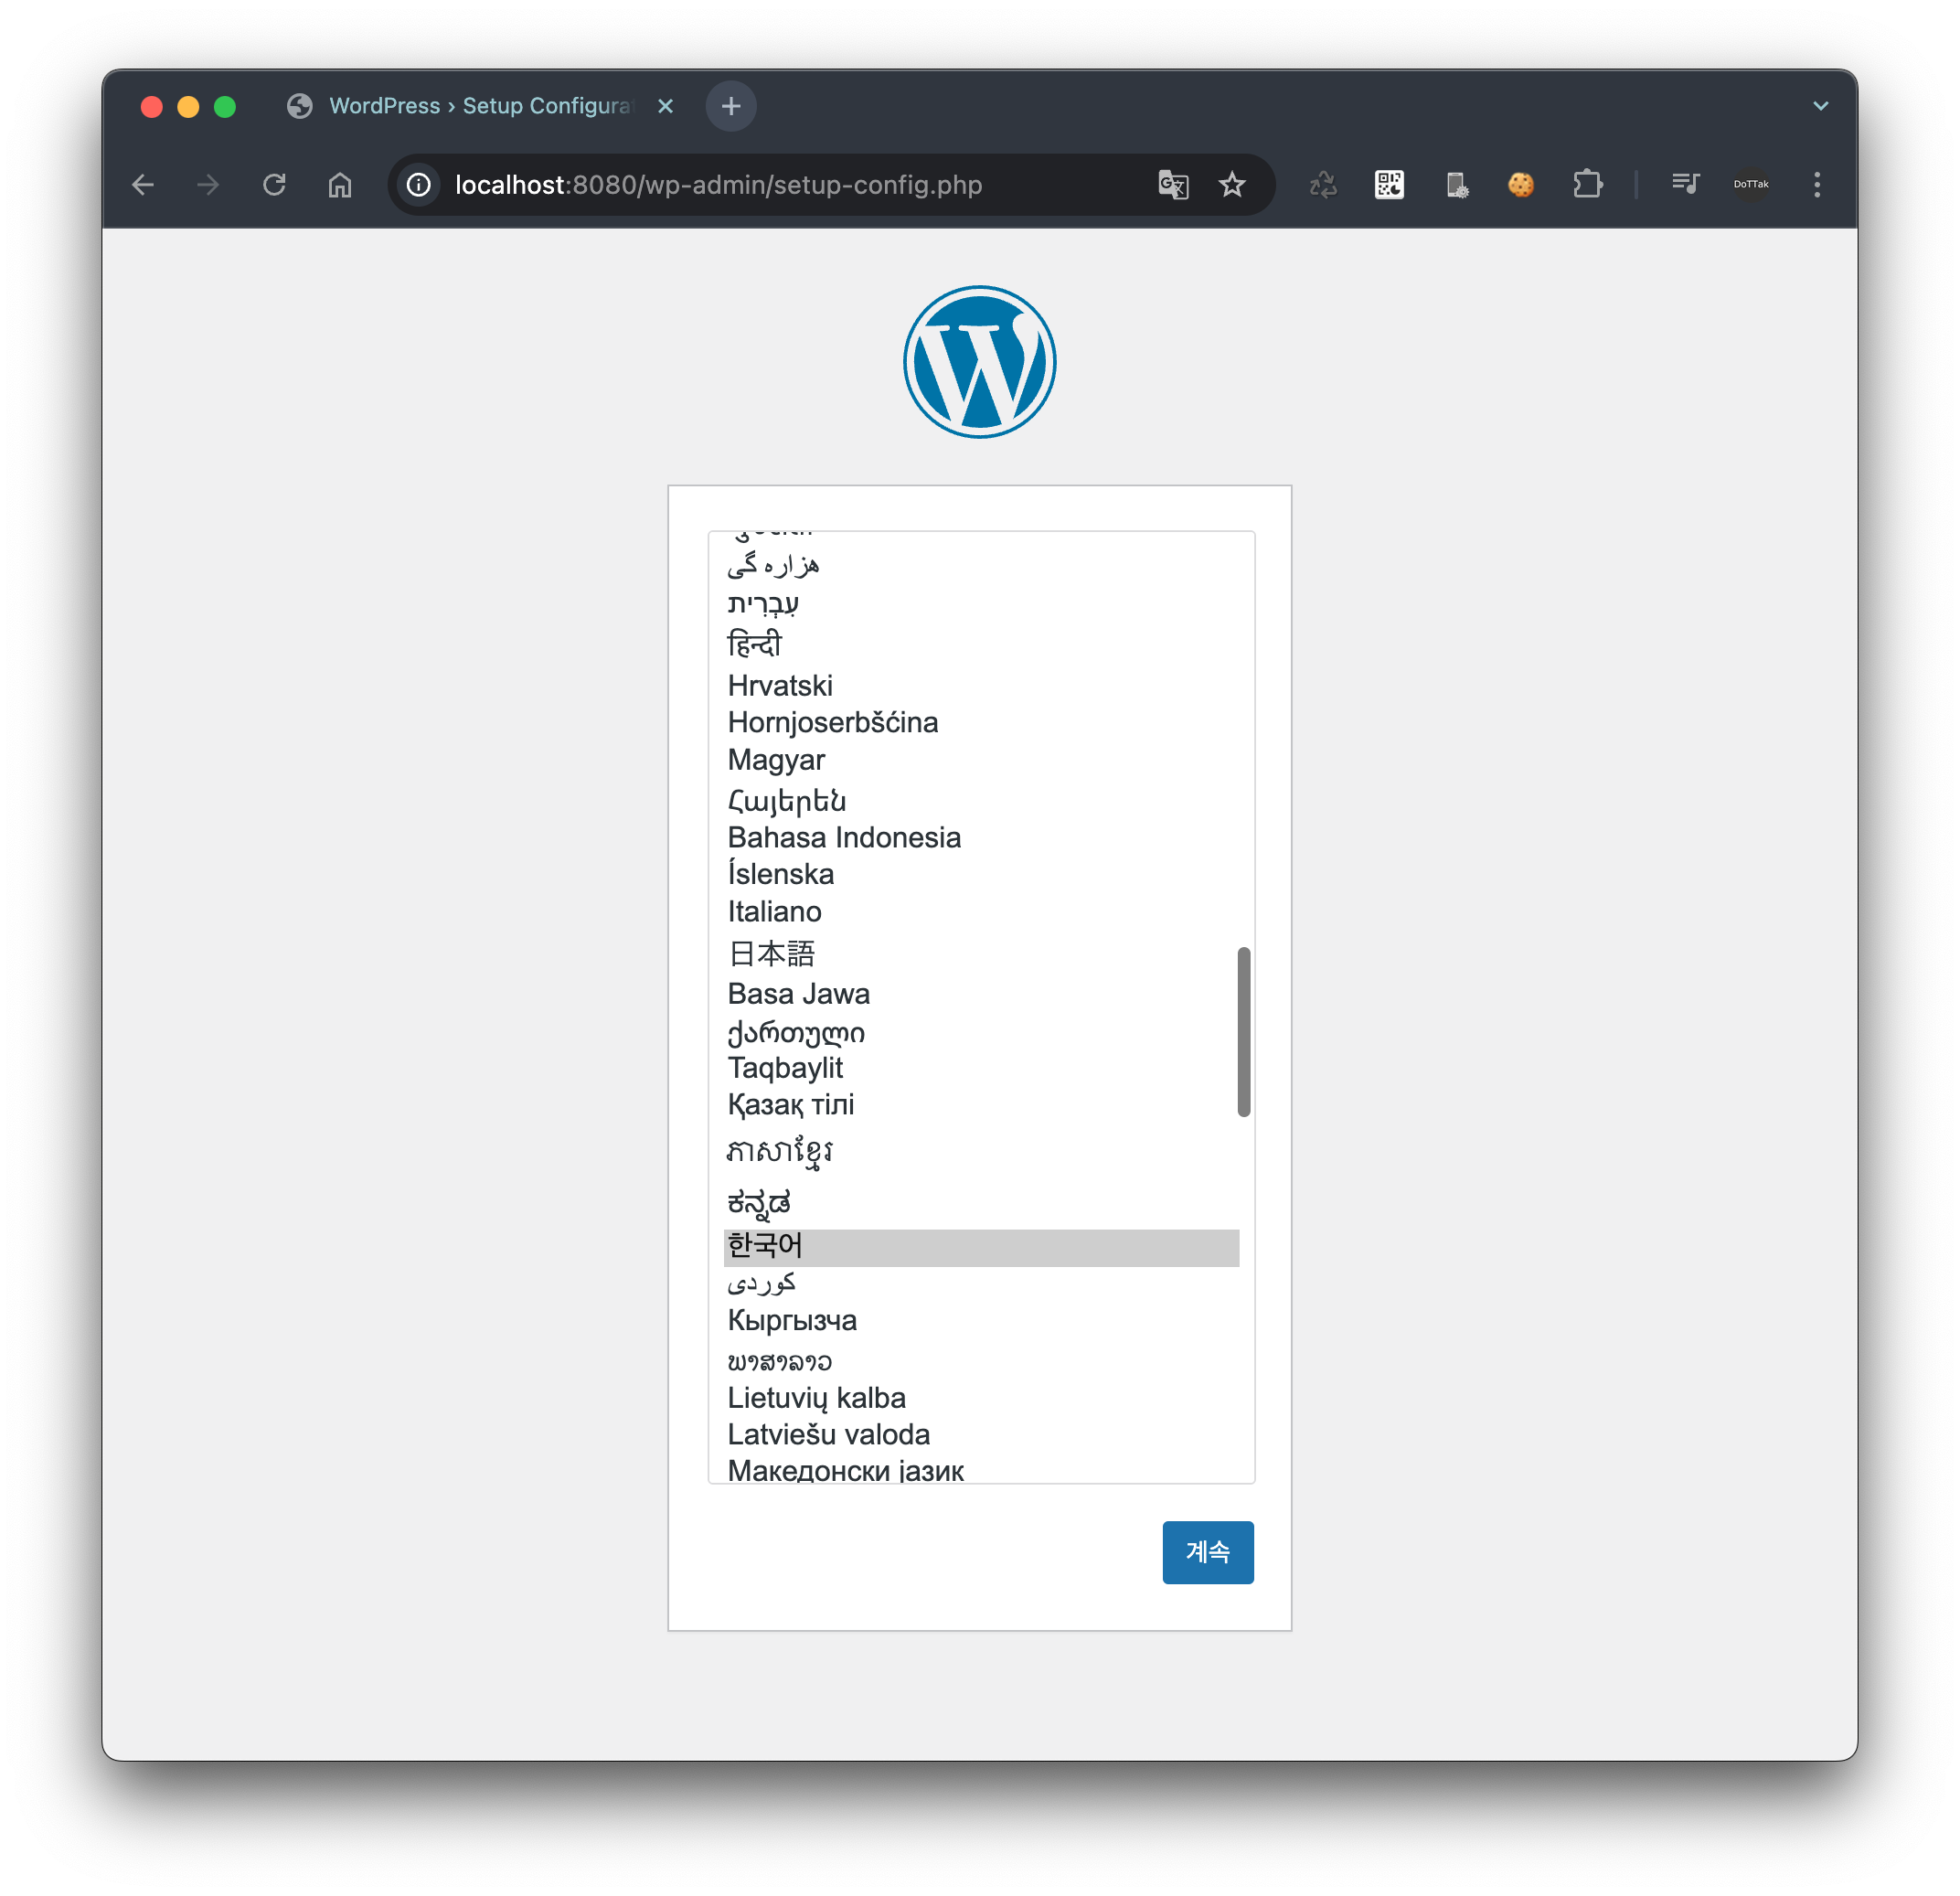 WordPress › Setup Configura
localhost:8080/wp-admin/setup-config.php
DoTTak
هزاره گی
עִבְרִית
हिन्दी
Hrvatski
Hornjoserbšćina
Magyar
Հայերեն
Bahasa Indonesia
Íslenska
Italiano
日本語
Basa Jawa
ქართული
Taqbaylit
Қазақ тілі
ភាសាខ្មែរ
ಕನ್ನಡ
한국어
كوردی
Кыргызча
ພາສາລາວ
Lietuvių kalba
Latviešu valoda
Македонски јазик
계속